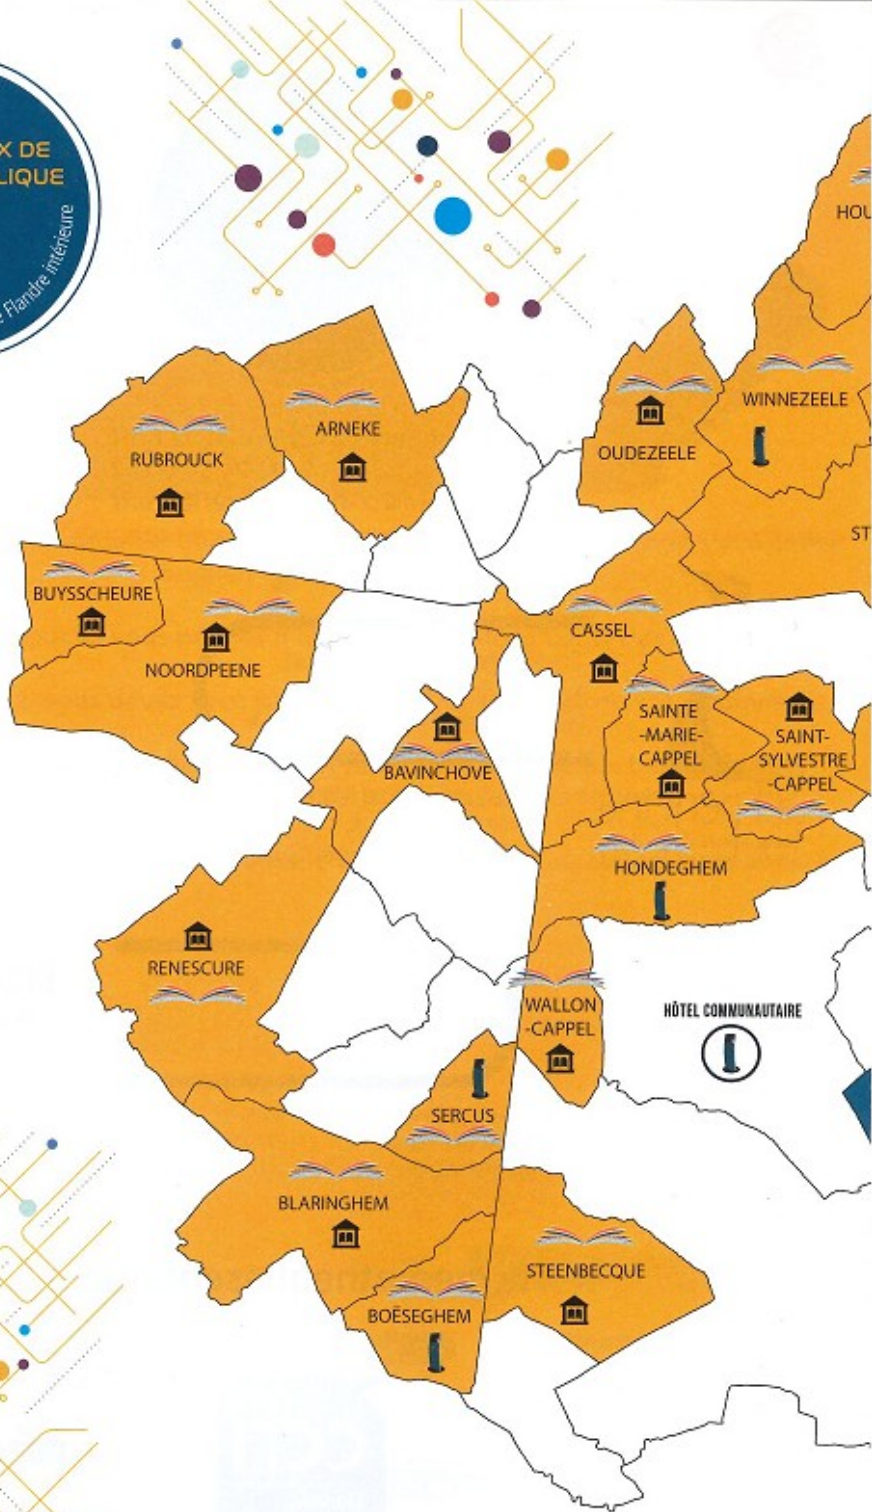 X DE
LIQUE
Flandre intérieure
HOU
WINNEZEELE
ARNEKE
OUDEZEELE
RUBROUCK
ST
BUYSSCHEURE
CASSEL
NOORDPEENE
SAINTE
-MARIE-
CAPPEL
SAINT-
SYLVESTRE
-CAPPEL
BAVINCHOVE
HONDEGHEM
RENESCURE
WALLON
-CAPPEL
HÔTEL COMMUNAUTAIRE
SERCUS
BLARINGHEM
STEENBECQUE
BOËSEGHEM